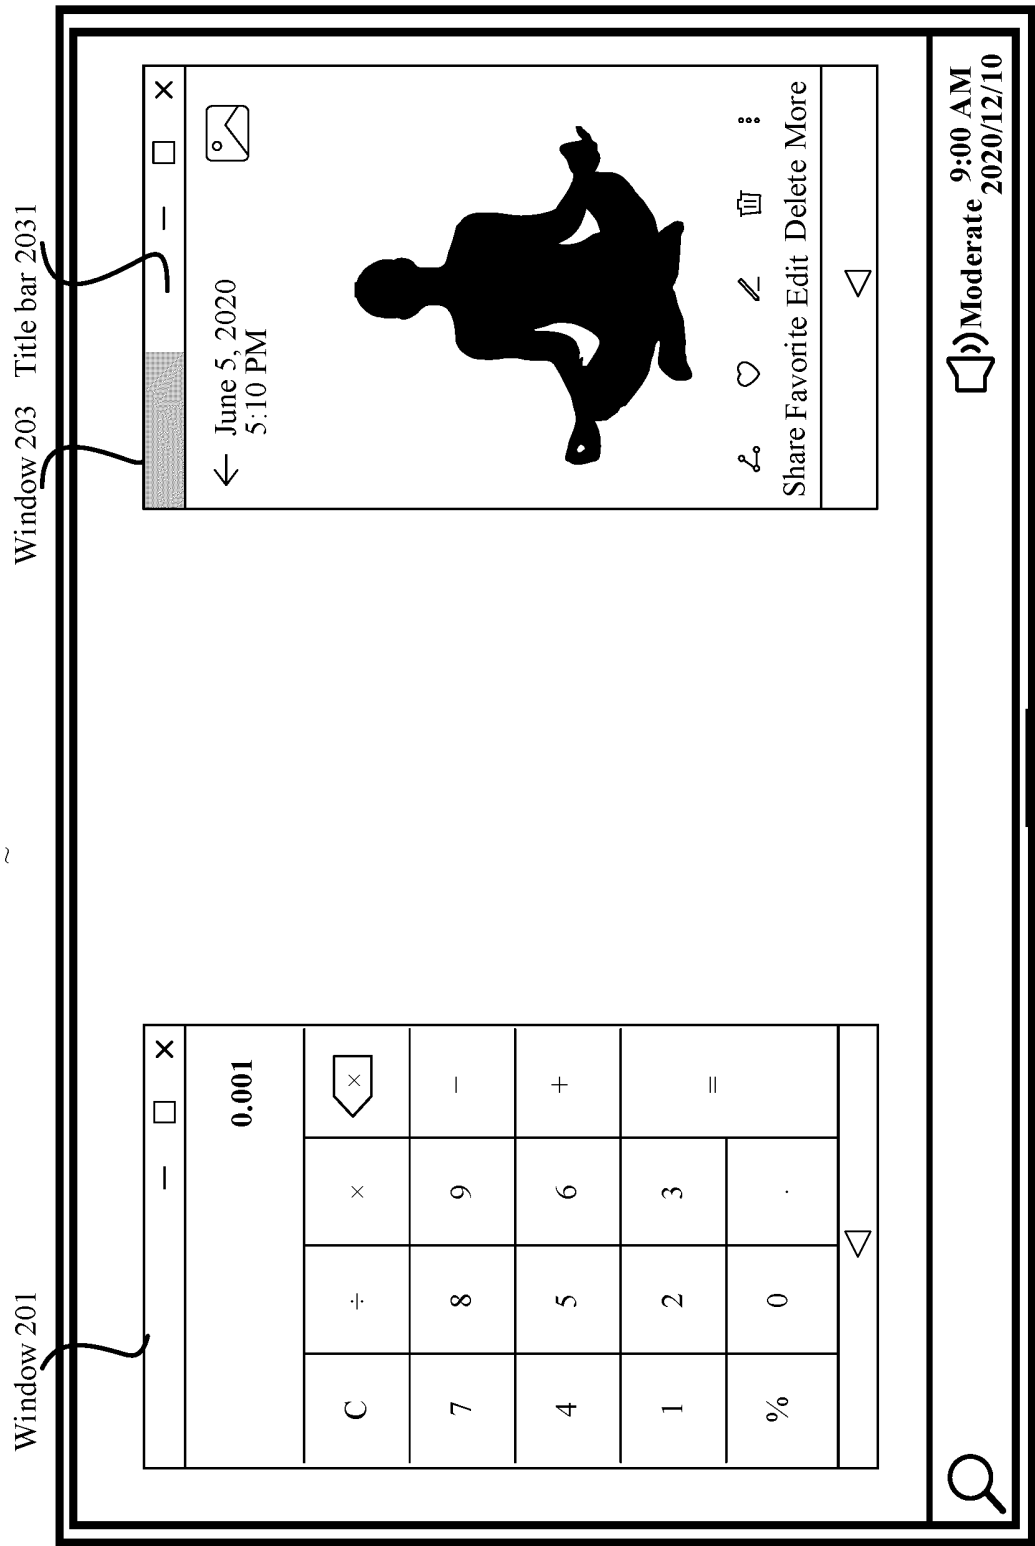 Window 201
Window 203
Title bar 2031
0.001
C ÷ × ×
7 8 9 −
4 5 6 +
1 2 3 =
% 0 .
June 5, 2020
5:10 PM
Share Favorite Edit Delete More
Moderate
9:00 AM
2020/12/10